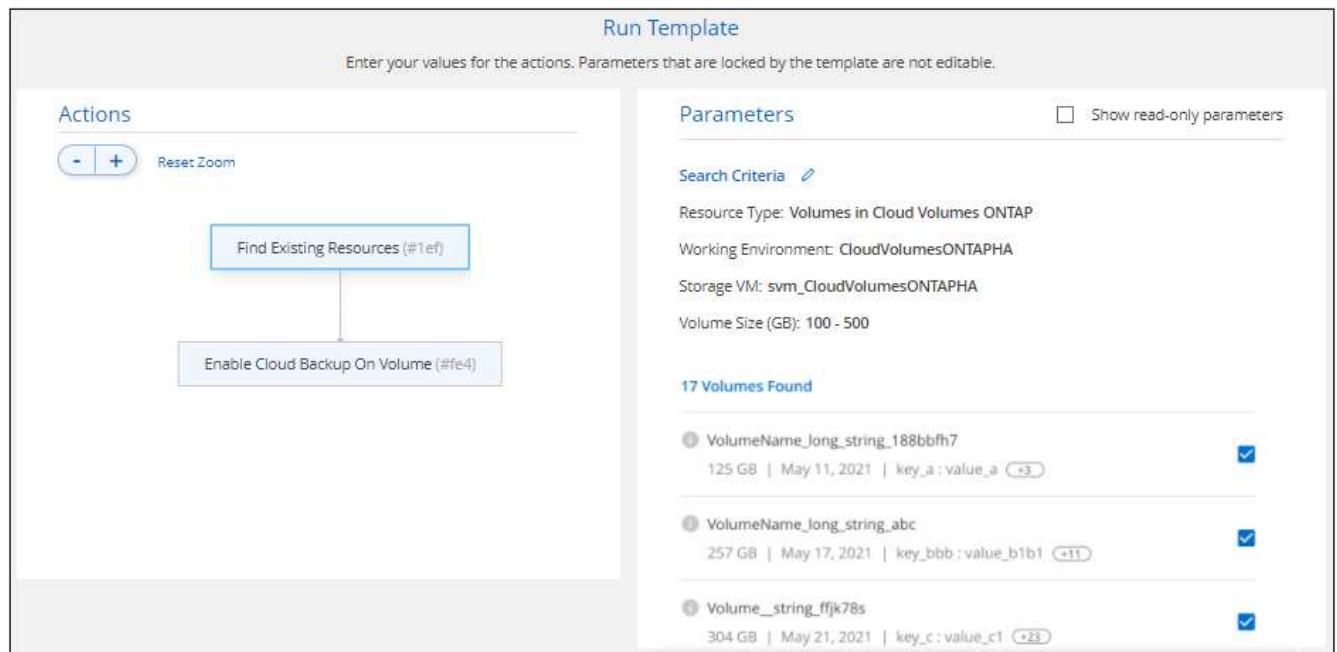 Run Template
Enter your values for the actions. Parameters that are locked by the template are not editable.
Actions
- + Reset Zoom
Find Existing Resources (#1ef)
Enable Cloud Backup On Volume (#fe4)
Parameters
Show read-only parameters
Search Criteria
Resource Type: Volumes in Cloud Volumes ONTAP
Working Environment: CloudVolumesONTAPHA
Storage VM: svm_CloudVolumesONTAPHA
Volume Size (GB): 100 - 500
17 Volumes Found
VolumeName_long_string_188bbfh7
125 GB | May 11, 2021 | key_a : value_a +3
VolumeName_long_string_abc
257 GB | May 17, 2021 | key_bbb : value_b1b1 +11
Volume__string_ffjk78s
304 GB | May 21, 2021 | key_c : value_c1 +23